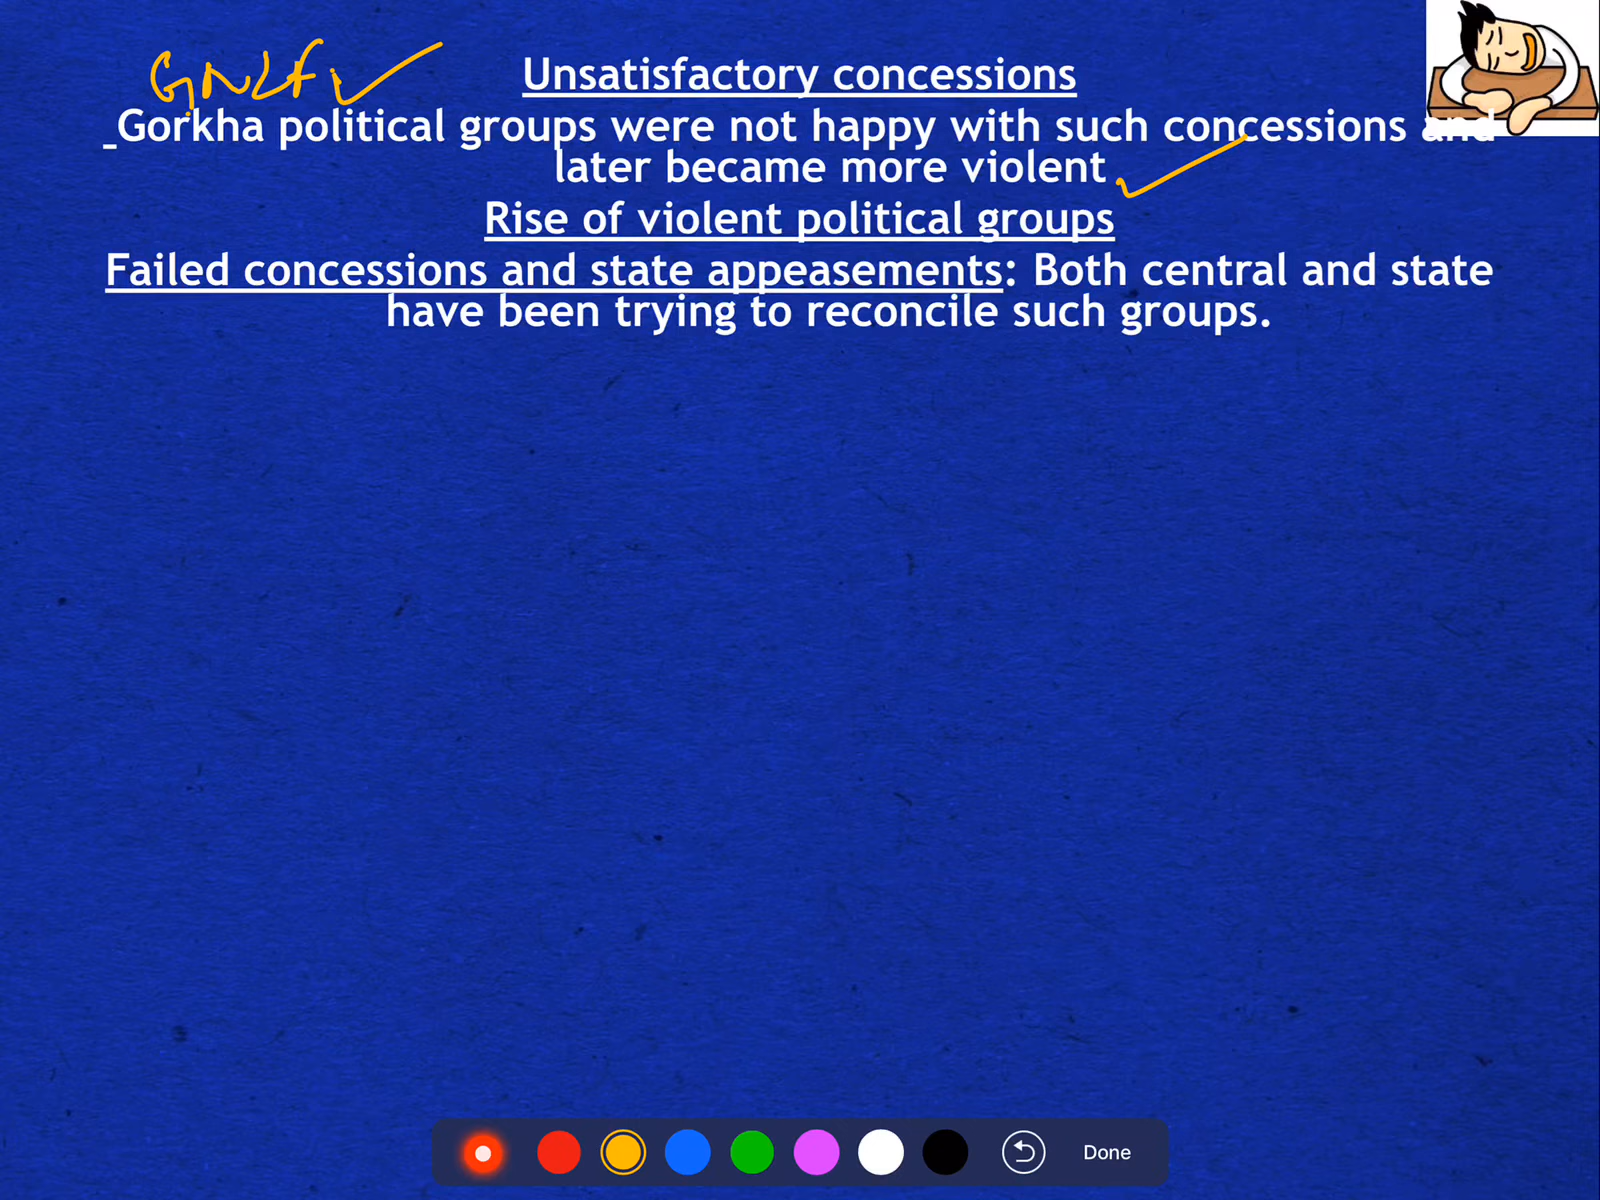 GNLF
Unsatisfactory concessions
Gorkha political groups were not happy with such concessions and
later became more violent
Rise of violent political groups
Failed concessions and state appeasements: Both central and state
have been trying to reconcile such groups.
Done